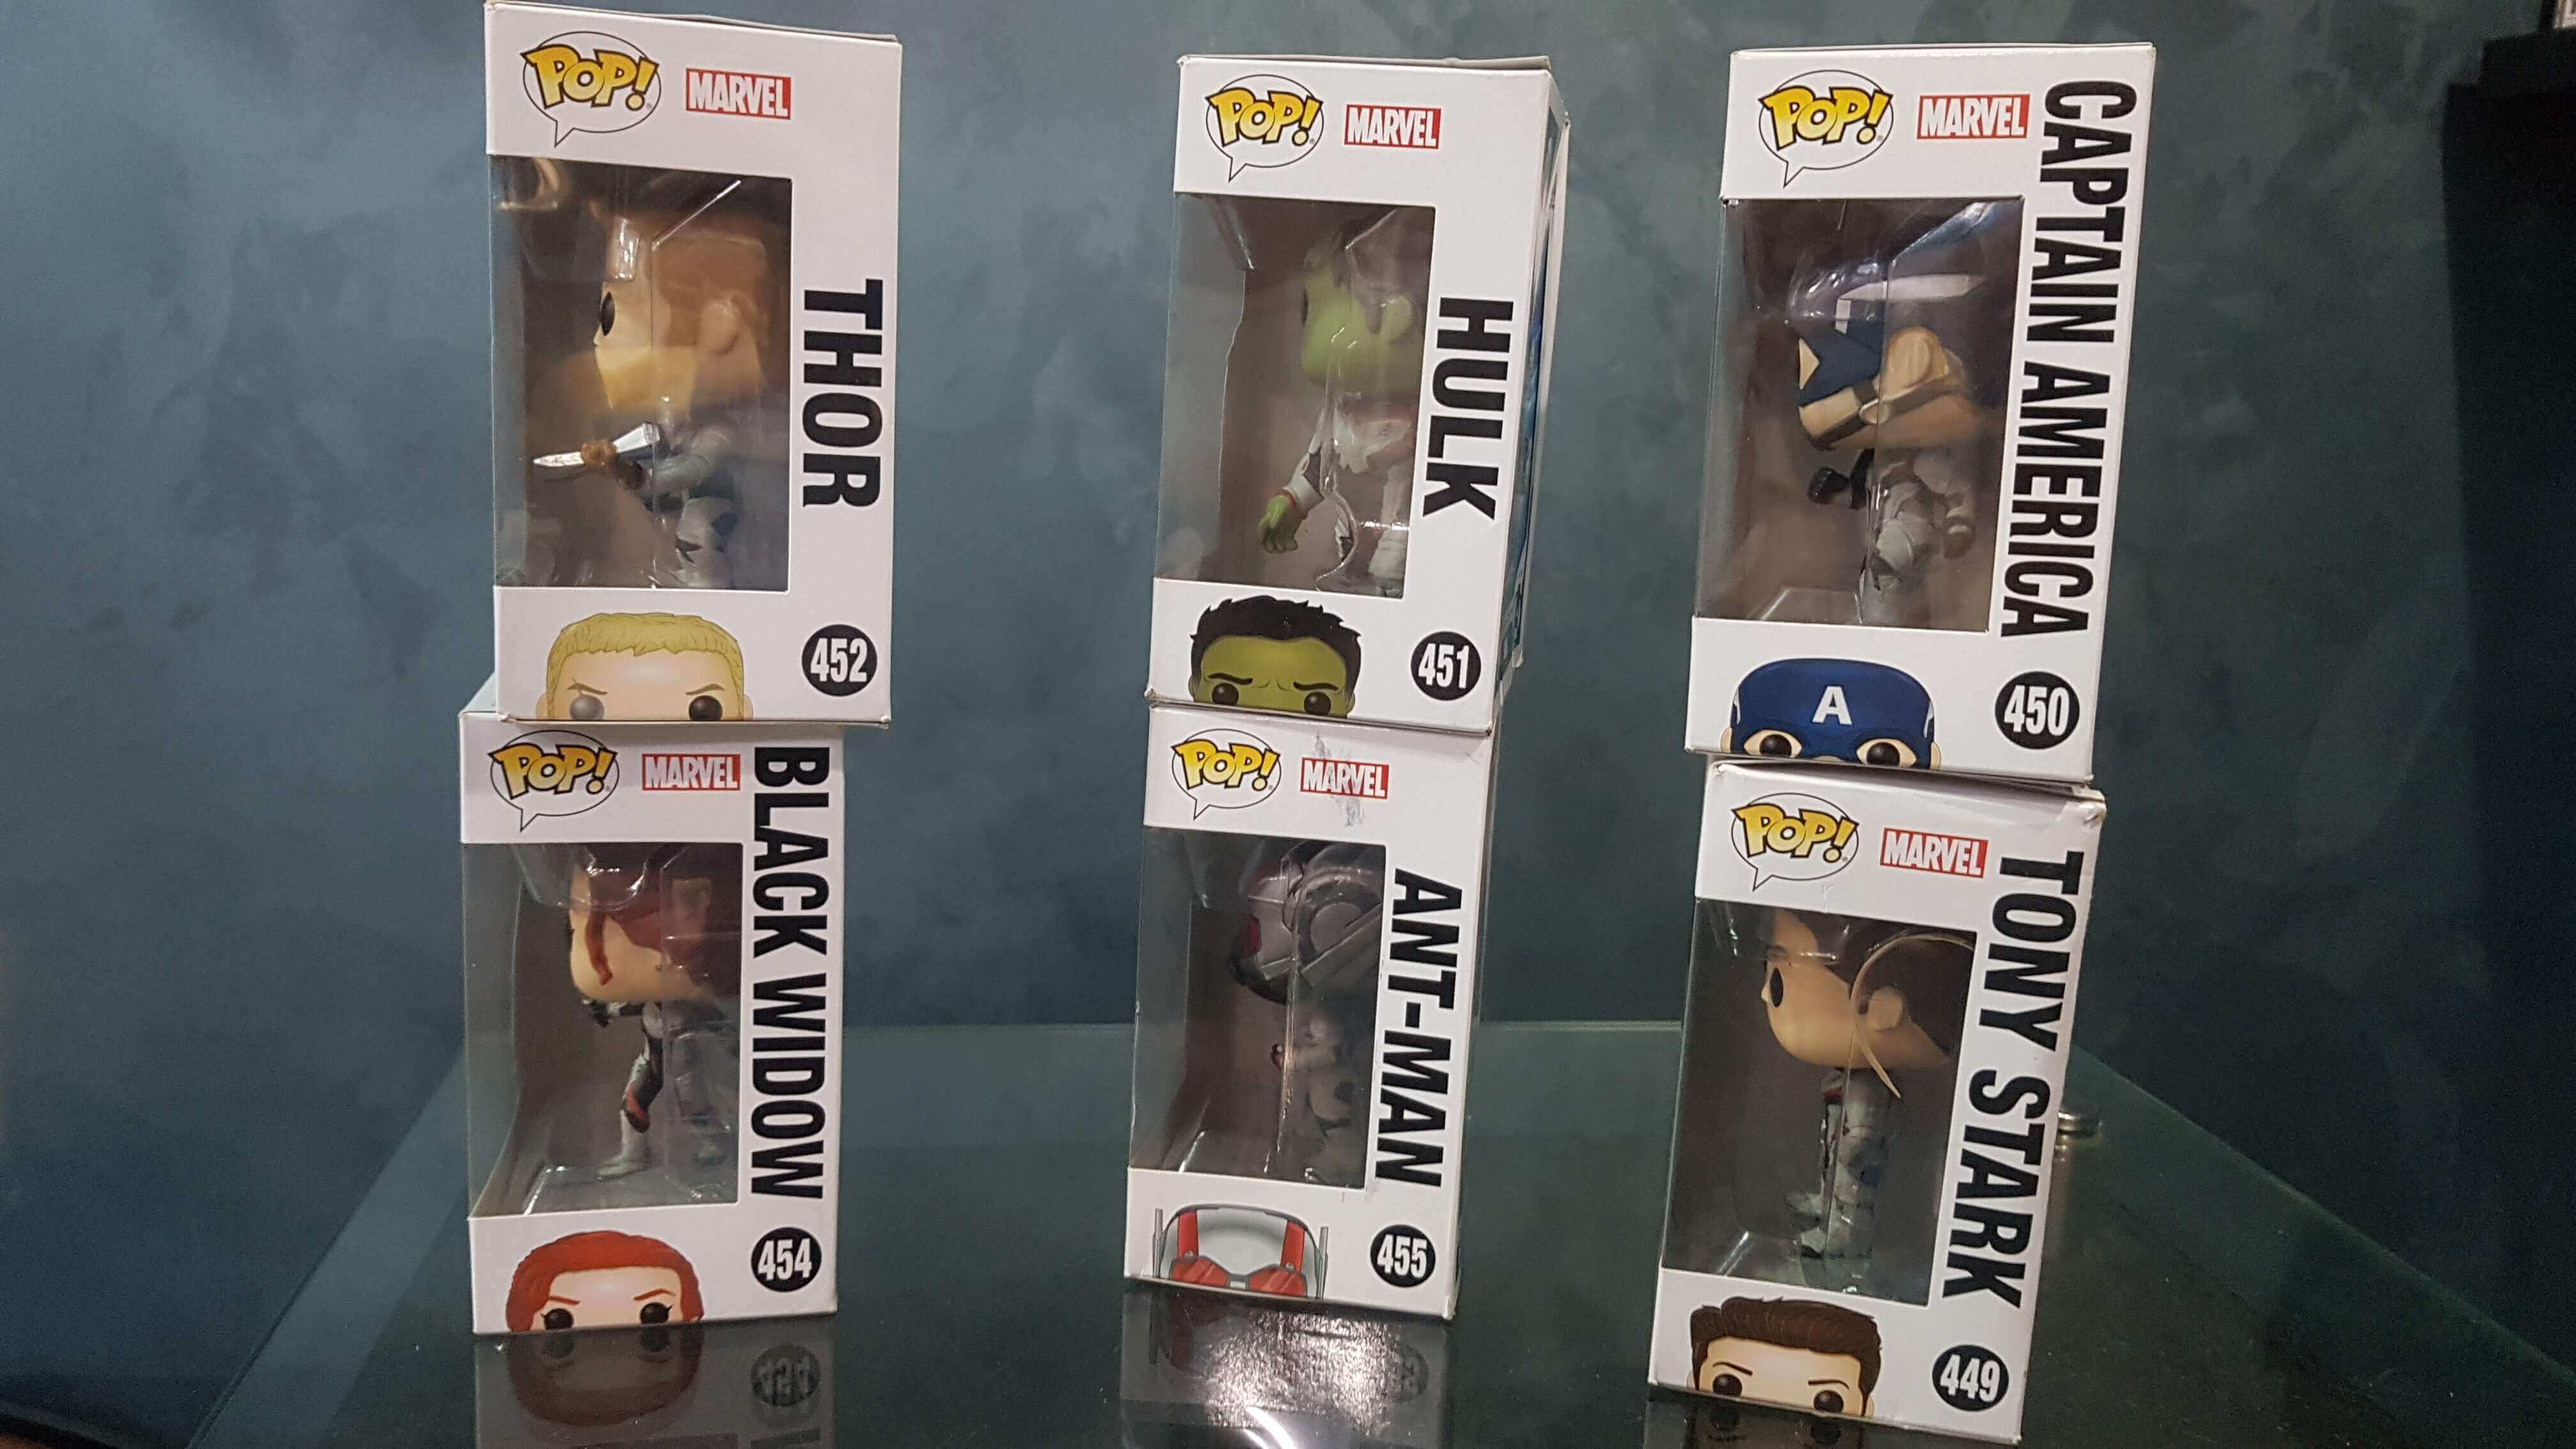 POP! MARVEL
THOR
452
POP! MARVEL
HULK
451
POP! MARVEL
CAPTAIN AMERICA
A
450
POP! MARVEL
BLACK WIDOW
454
POP! MARVEL
ANT-MAN
455
POP! MARVEL
TONY STARK
449